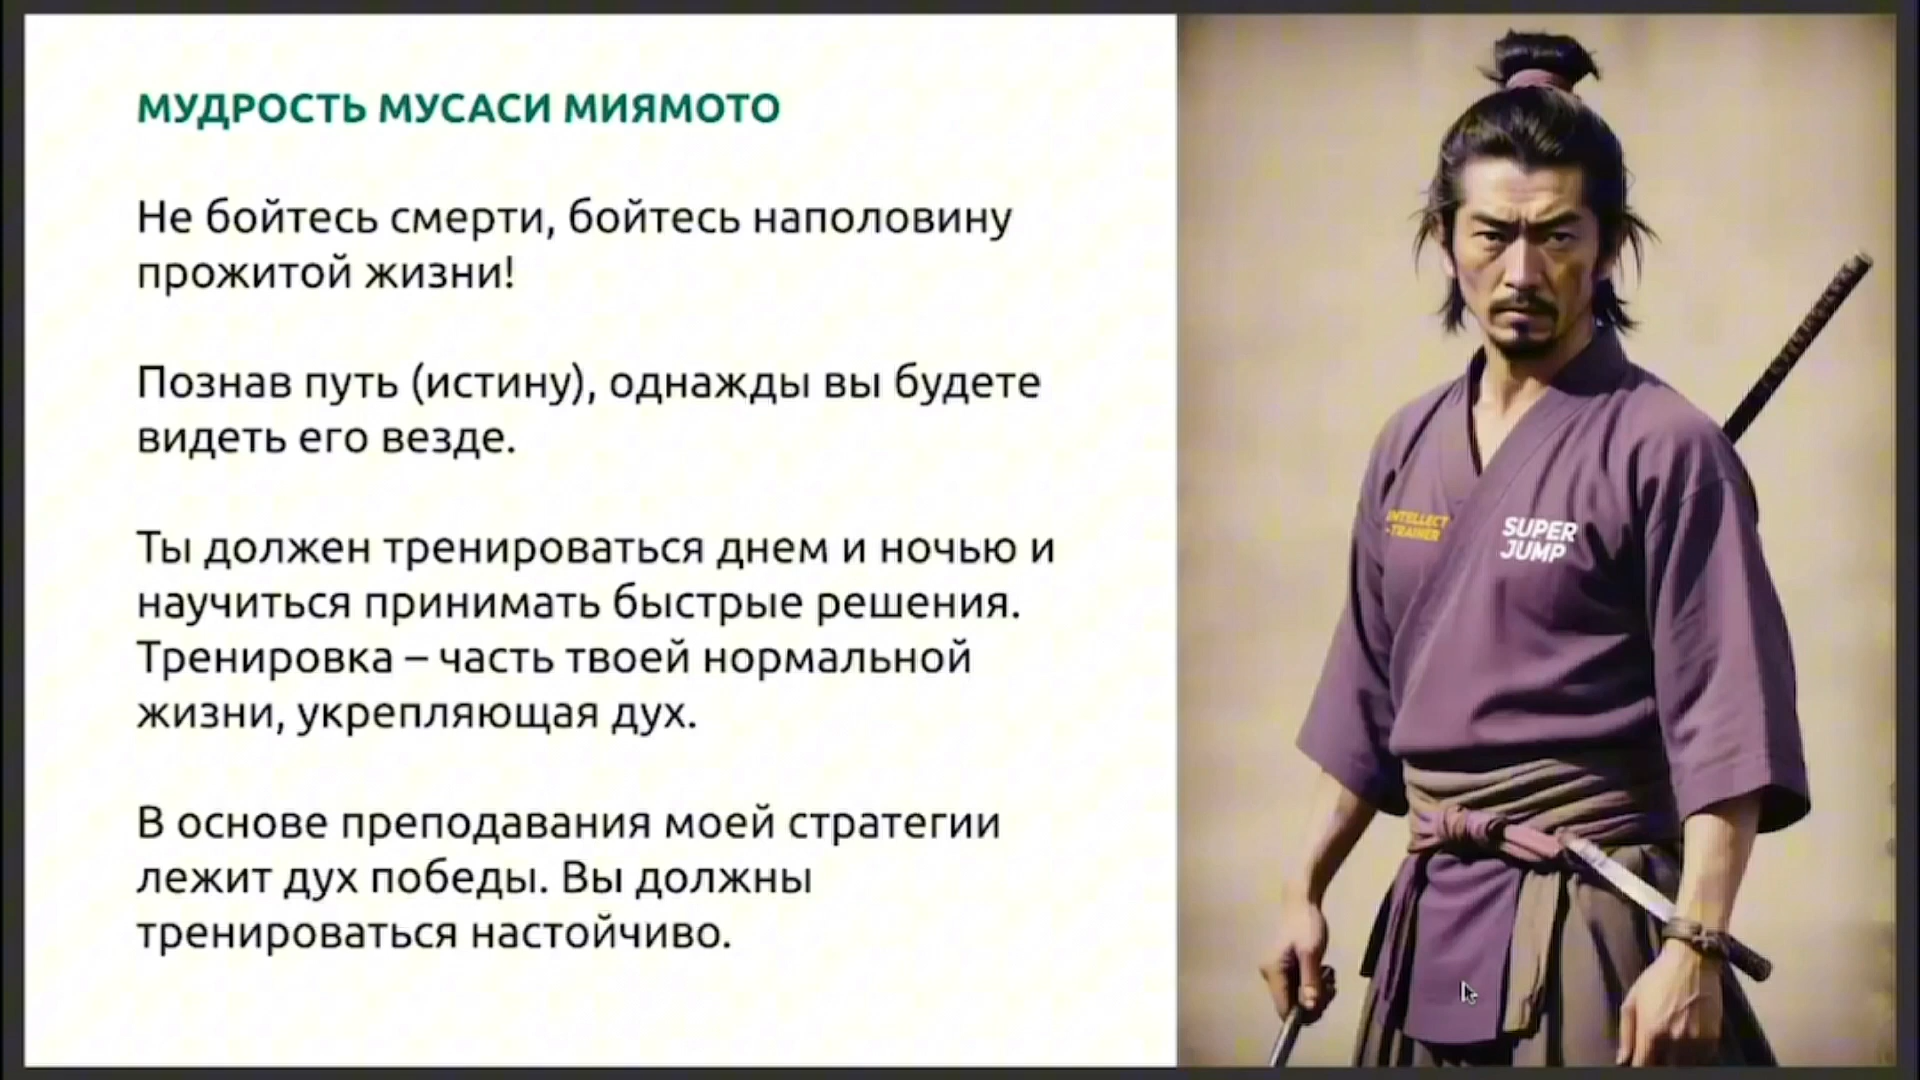 МУДРОСТЬ МУСАСИ МИЯМОТО
Не бойтесь смерти, бойтесь наполовину
прожитой жизни!
Познав путь (истину), однажды вы будете
видеть его везде.
Ты должен тренироваться днем и ночью и
научиться принимать быстрые решения.
Тренировка – часть твоей нормальной
жизни, укрепляющая дух.
В основе преподавания моей стратегии
лежит дух победы. Вы должны
тренироваться настойчиво.
INTELLECT
-TRAINER
SUPER
JUMP